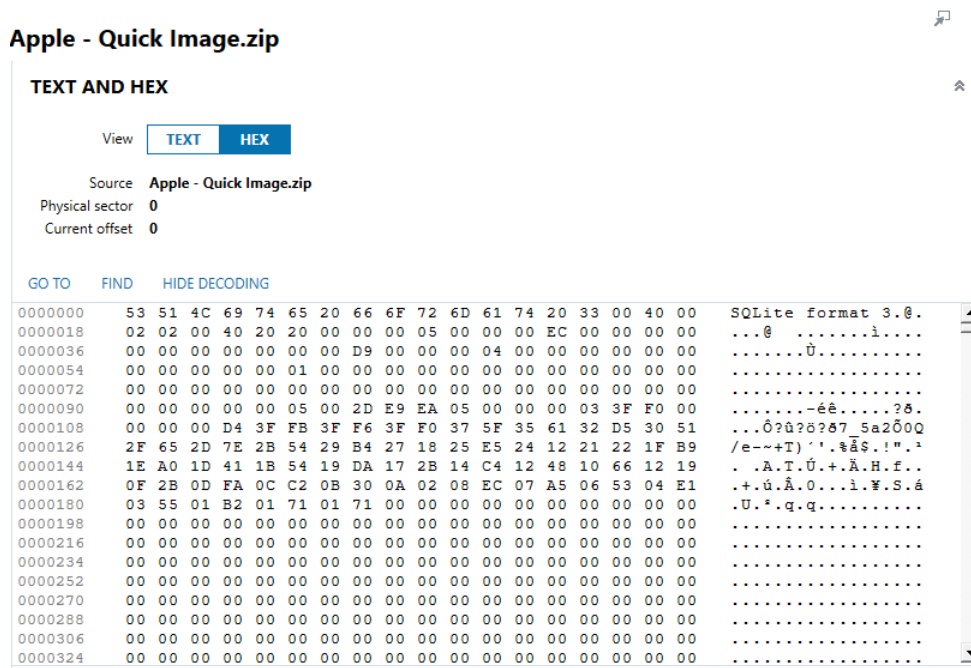 Apple - Quick Image.zip
TEXT AND HEX
View TEXT HEX
Source Apple - Quick Image.zip
Physical sector 0
Current offset 0
GO TO FIND HIDE DECODING
0000000 53 51 4C 69 74 65 20 66 6F 72 6D 61 74 20 33 00 40 00 SQLite format 3.@.
0000018 02 02 00 40 20 20 00 00 00 05 00 00 00 EC 00 00 00 00 ...@  .......ì....
0000036 00 00 00 00 00 00 00 D9 00 00 00 04 00 00 00 00 00 00 .......Ù..........
0000054 00 00 00 00 00 01 00 00 00 00 00 00 00 00 00 00 00 00 ..................
0000072 00 00 00 00 00 00 00 00 00 00 00 00 00 00 00 00 00 00 ..................
0000090 00 00 00 00 00 05 00 2D E9 EA 05 00 00 00 03 3F F0 00 .......-éê.....?ð.
0000108 00 00 00 D4 3F FB 3F F6 3F F0 37 5F 35 61 32 D5 30 51 ...Ô?û?ö?ð7_5a2Õ0Q
0000126 2F 65 2D 7E 2B 54 29 B4 27 18 25 E5 24 12 21 22 1F B9 /e-~+T)´'.%å$.!".¹
0000144 1E A0 1D 41 1B 54 19 DA 17 2B 14 C4 12 48 10 66 12 19 . .A.T.Ú.+.Ä.H.f..
0000162 0F 2B 0D FA 0C C2 0B 30 0A 02 08 EC 07 A5 06 53 04 E1 .+.ú.Â.0...ì.¥.S.á
0000180 03 55 01 B2 01 71 01 71 00 00 00 00 00 00 00 00 00 00 .U.².q.q..........
0000198 00 00 00 00 00 00 00 00 00 00 00 00 00 00 00 00 00 00 ..................
0000216 00 00 00 00 00 00 00 00 00 00 00 00 00 00 00 00 00 00 ..................
0000234 00 00 00 00 00 00 00 00 00 00 00 00 00 00 00 00 00 00 ..................
0000252 00 00 00 00 00 00 00 00 00 00 00 00 00 00 00 00 00 00 ..................
0000270 00 00 00 00 00 00 00 00 00 00 00 00 00 00 00 00 00 00 ..................
0000288 00 00 00 00 00 00 00 00 00 00 00 00 00 00 00 00 00 00 ..................
0000306 00 00 00 00 00 00 00 00 00 00 00 00 00 00 00 00 00 00 ..................
0000324 00 00 00 00 00 00 00 00 00 00 00 00 00 00 00 00 00 00 ..................